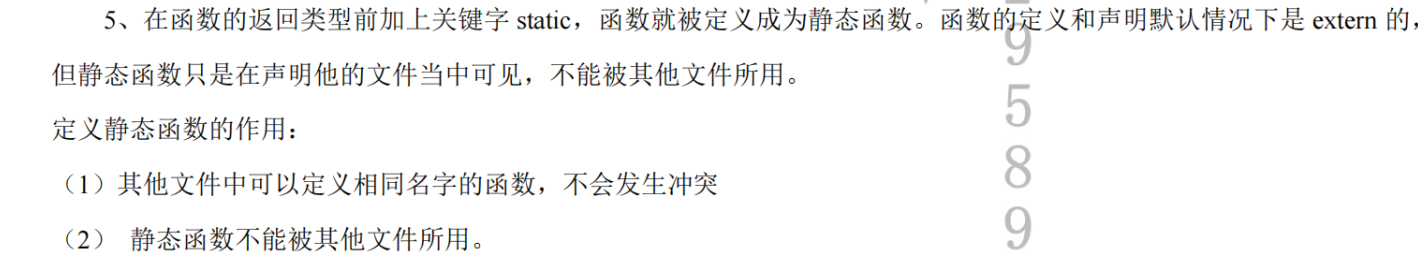 5、在函数的返回类型前加上关键字 static，函数就被定义成为静态函数。函数的定义和声明默认情况下是 extern 的，
但静态函数只是在声明他的文件当中可见，不能被其他文件所用。
定义静态函数的作用：
（1）其他文件中可以定义相同名字的函数，不会发生冲突
（2） 静态函数不能被其他文件所用。
9
5
8
9